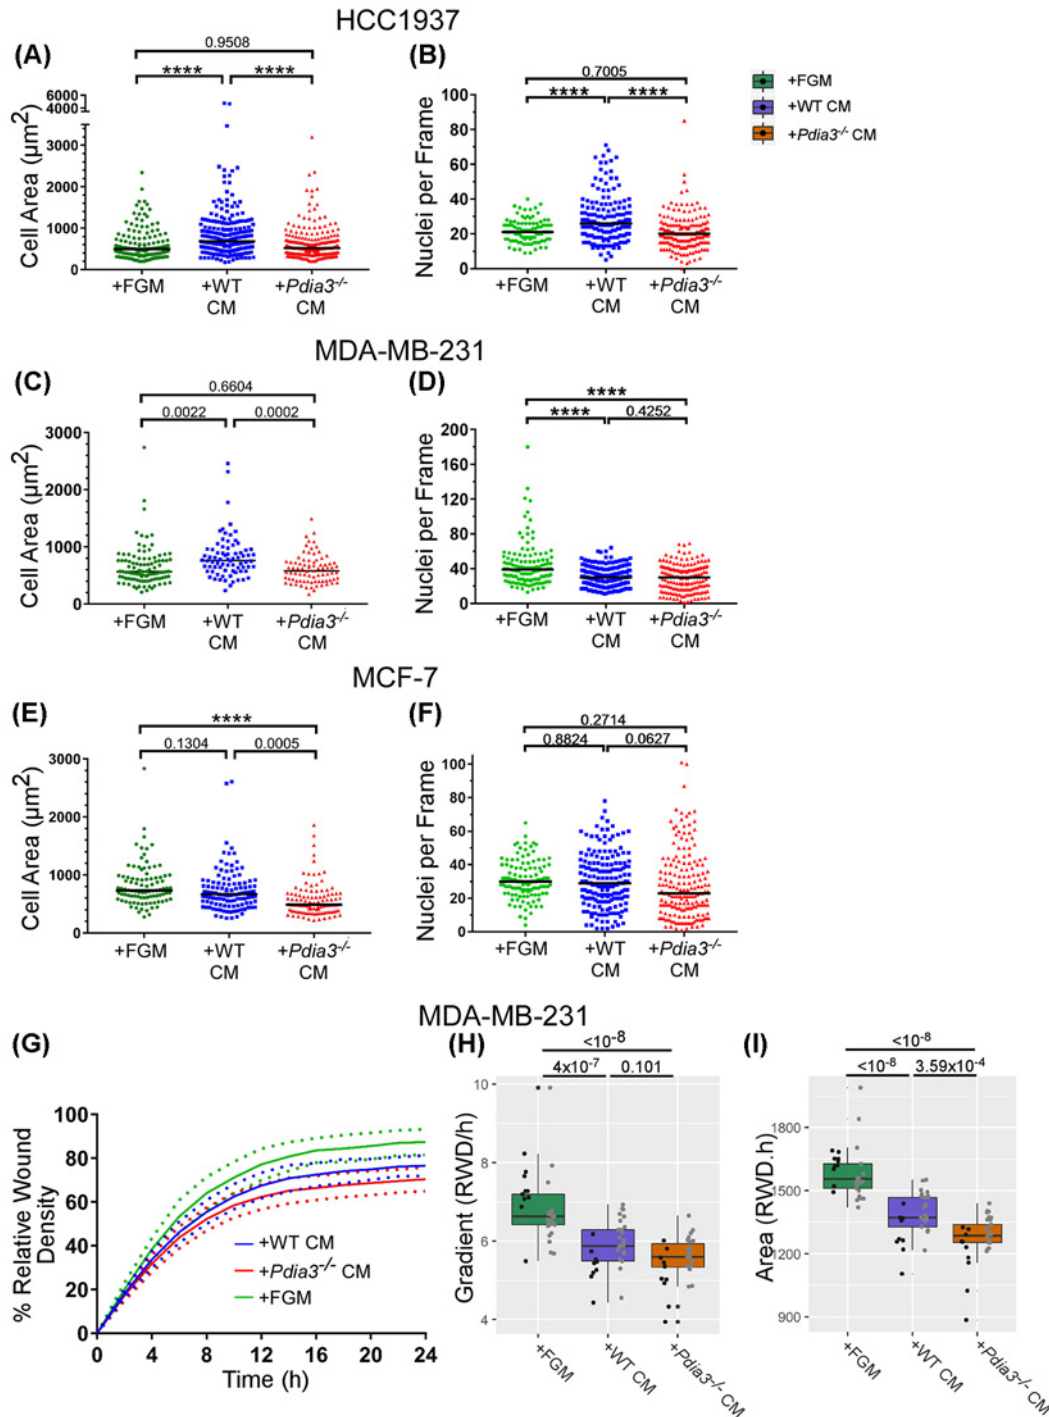 HCC1937
(A)
0.9508
**** ****
Cell Area (µm²)
6000
4000
3000
2000
1000
0
+FGM +WT CM +Pdia3-/- CM
(B)
0.7005
**** ****
Nuclei per Frame
100
80
60
40
20
0
+FGM +WT CM +Pdia3-/- CM
+FGM
+WT CM
+Pdia3-/- CM
MDA-MB-231
(C)
0.6604
0.0022 0.0002
Cell Area (µm²)
3000
2000
1000
0
+FGM +WT CM +Pdia3-/- CM
(D)
****
**** 0.4252
Nuclei per Frame
200
160
120
80
40
0
+FGM +WT CM +Pdia3-/- CM
MCF-7
(E)
****
0.1304 0.0005
Cell Area (µm²)
3000
2000
1000
0
+FGM +WT CM +Pdia3-/- CM
(F)
0.2714
0.8824 0.0627
Nuclei per Frame
100
80
60
40
20
0
+FGM +WT CM +Pdia3-/- CM
MDA-MB-231
(G)
% Relative Wound
Density
100
80
60
40
20
0
+WT CM
+Pdia3-/- CM
+FGM
0 4 8 12 16 20 24
Time (h)
(H)
<10-8
4x10-7 0.101
Gradient (RWD/h)
10
8
6
4
+FGM +WT CM +Pdia3-/- CM
(I)
<10-8
<10-8 3.59x10-4
Area (RWD.h)
1800
1500
1200
900
+FGM +WT CM +Pdia3-/- CM